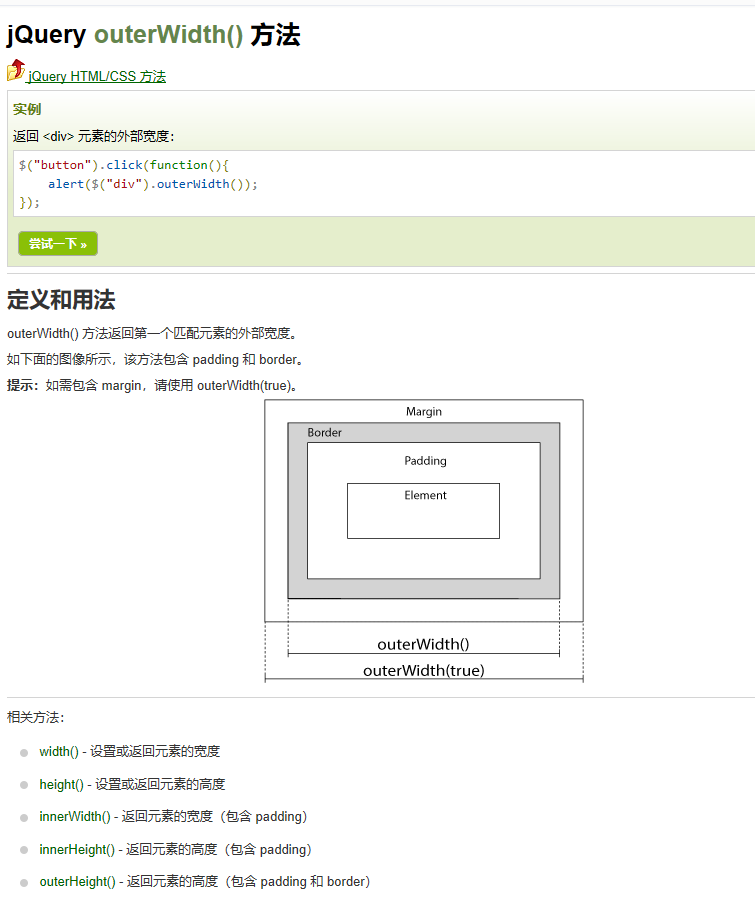 jQuery outerWidth() 方法
jQuery HTML/CSS 方法
实例
返回 <div> 元素的外部宽度：
$("button").click(function(){
    alert($("div").outerWidth());
});
尝试一下 »
定义和用法
outerWidth() 方法返回第一个匹配元素的外部宽度。
如下面的图像所示，该方法包含 padding 和 border。
提示：如需包含 margin，请使用 outerWidth(true)。
Margin
Border
Padding
Element
outerWidth()
outerWidth(true)
相关方法：
width() - 设置或返回元素的宽度
height() - 设置或返回元素的高度
innerWidth() - 返回元素的宽度（包含 padding）
innerHeight() - 返回元素的高度（包含 padding）
outerHeight() - 返回元素的高度（包含 padding 和 border）